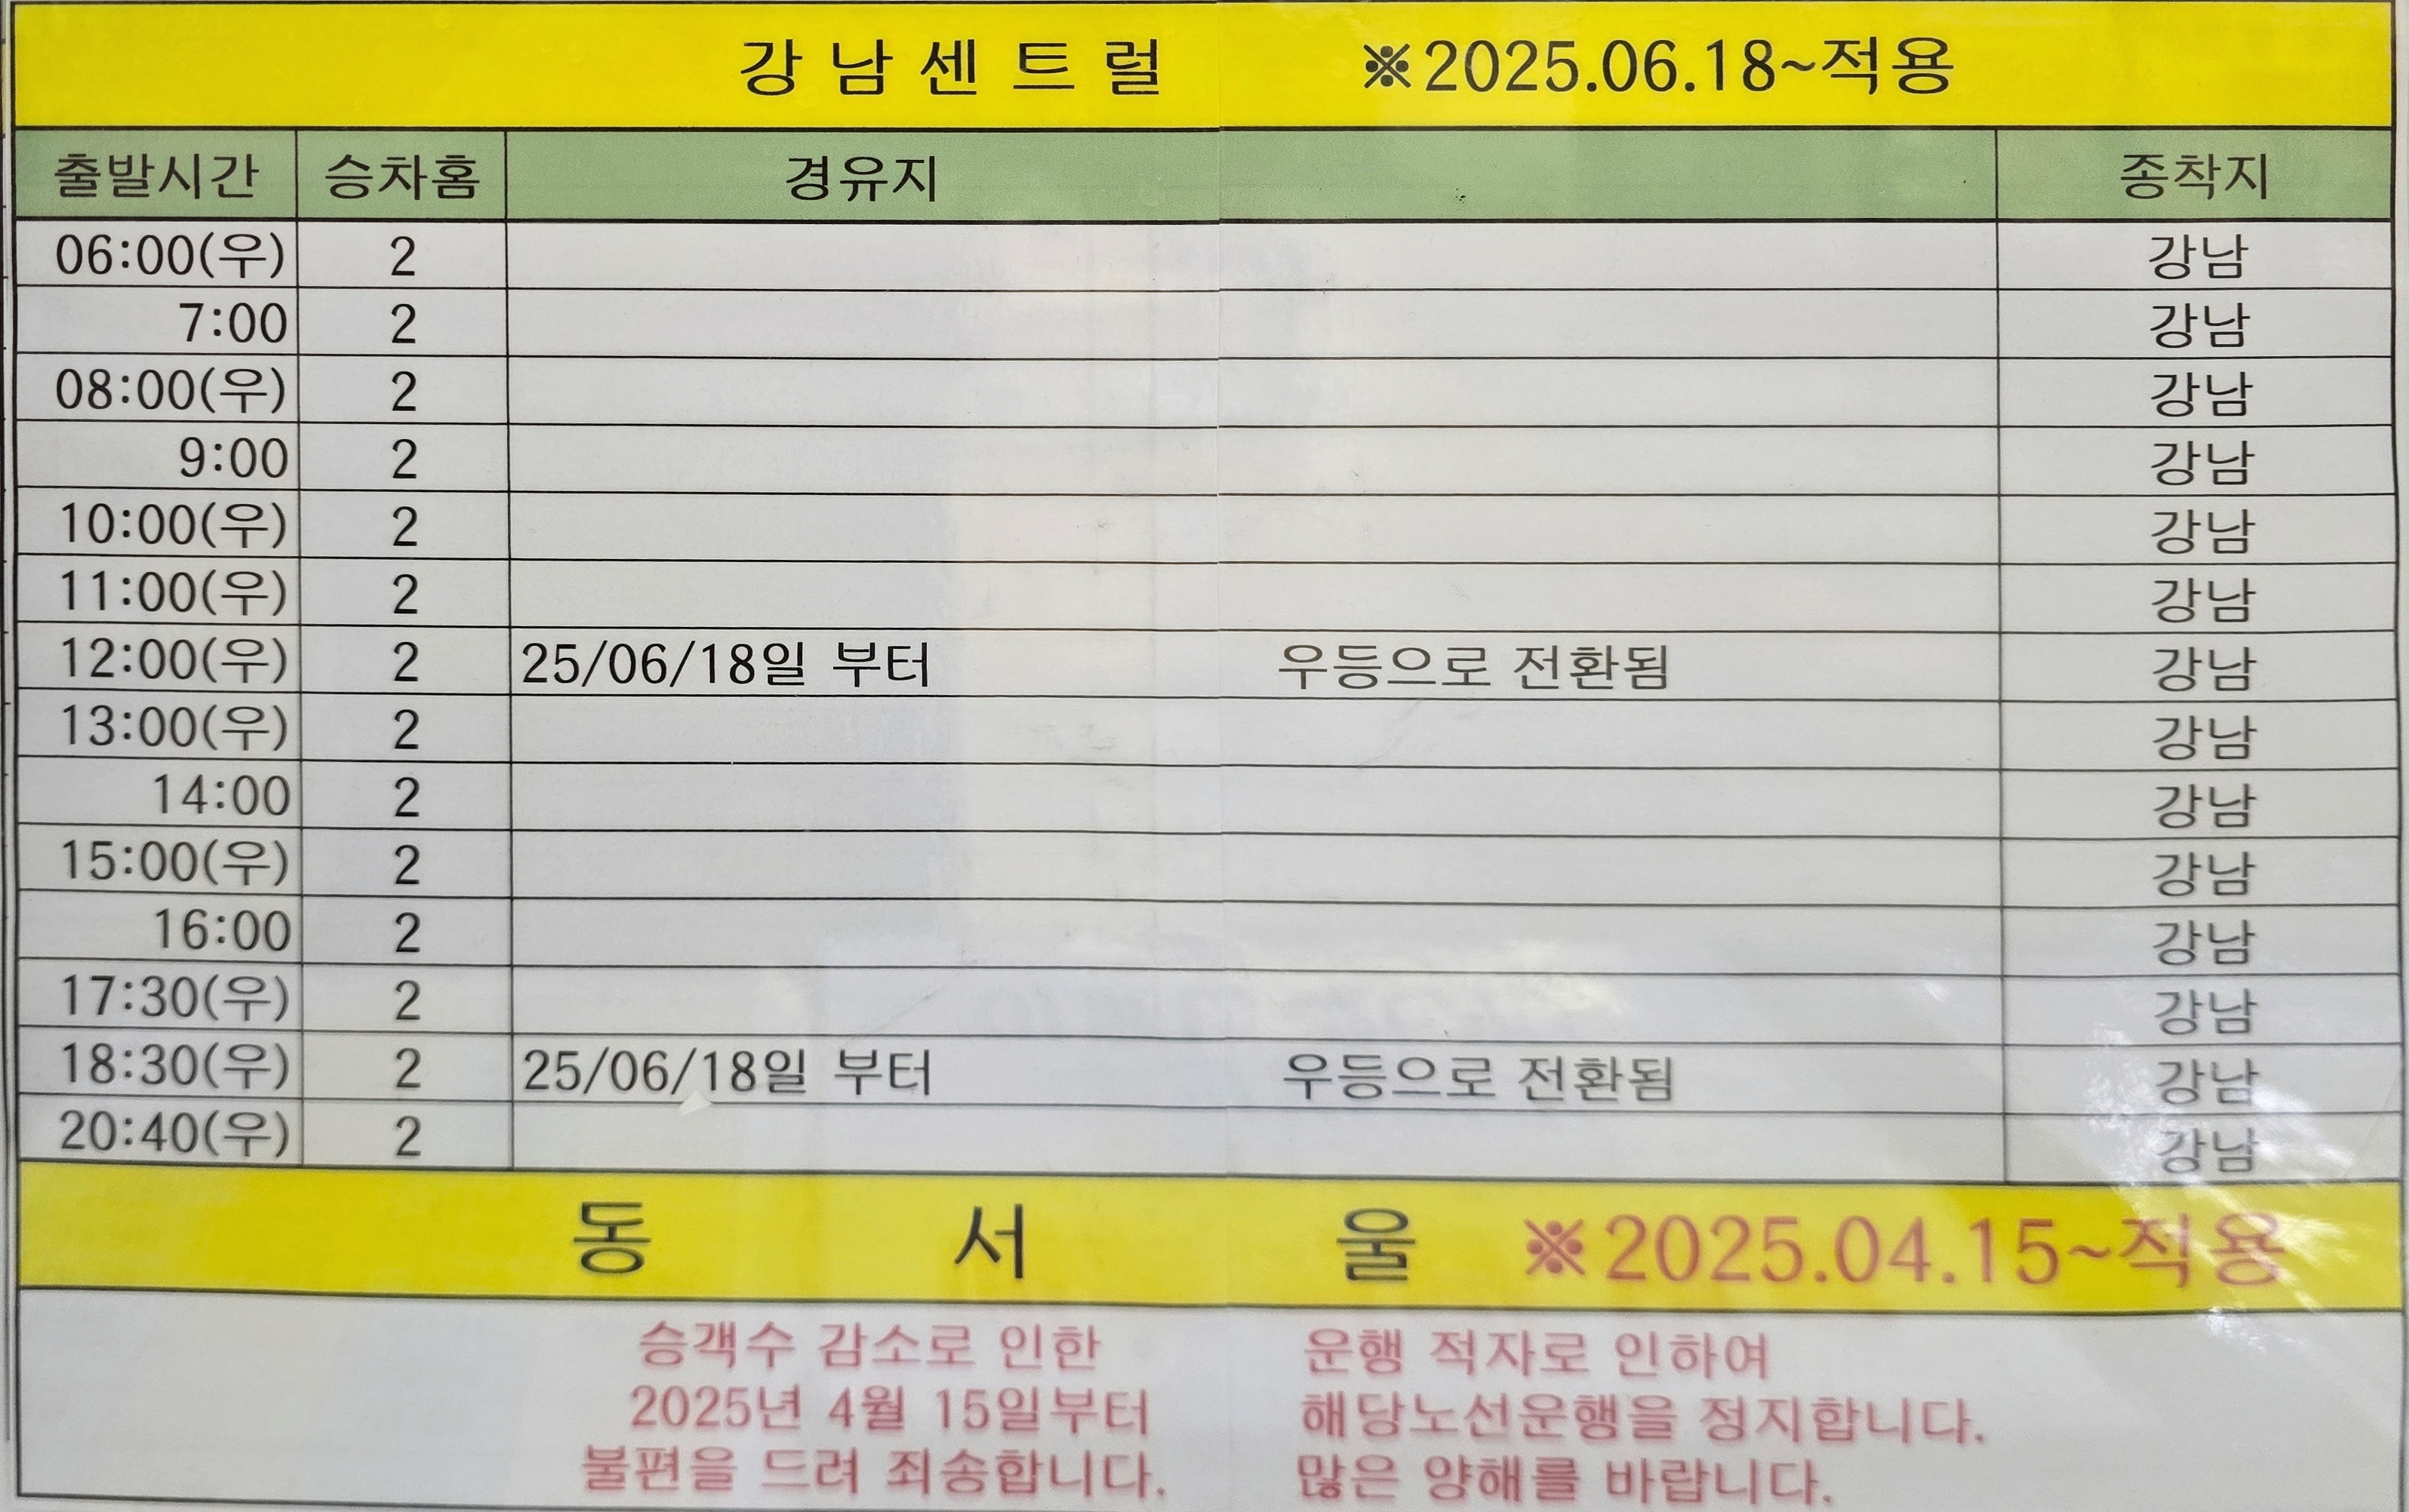 강남센트럴 ※2025.06.18~적용
출발시간 승차홈 경유지 종착지
06:00(우) 2 강남
7:00 2 강남
08:00(우) 2 강남
9:00 2 강남
10:00(우) 2 강남
11:00(우) 2 강남
12:00(우) 2 25/06/18일 부터 우등으로 전환됨 강남
13:00(우) 2 강남
14:00 2 강남
15:00(우) 2 강남
16:00 2 강남
17:30(우) 2 강남
18:30(우) 2 25/06/18일 부터 우등으로 전환됨 강남
20:40(우) 2 강남
동 서 울 ※2025.04.15~적용
승객수 감소로 인한 운행 적자로 인하여
2025년 4월 15일부터 해당노선운행을 정지합니다.
불편을 드려 죄송합니다. 많은 양해를 바랍니다.